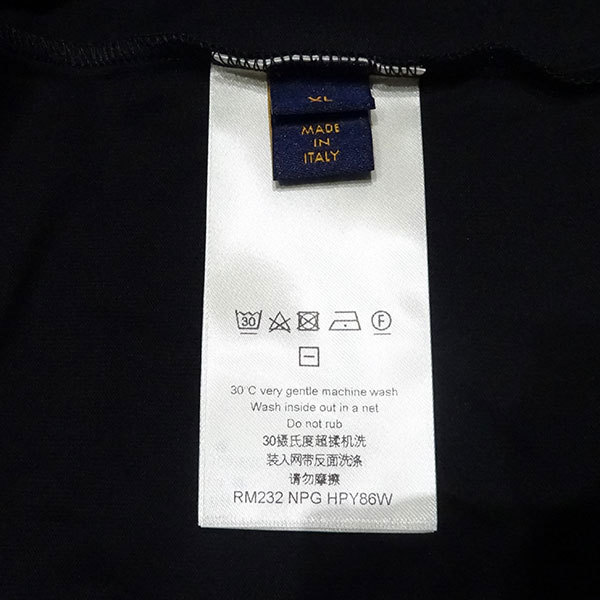 XL
MADE
IN
ITALY
30
F
30°C very gentle machine wash
Wash inside out in a net
Do not rub
30摄氏度超揉机洗
装入网带反面洗涤
请勿摩擦
RM232 NPG HPY86W